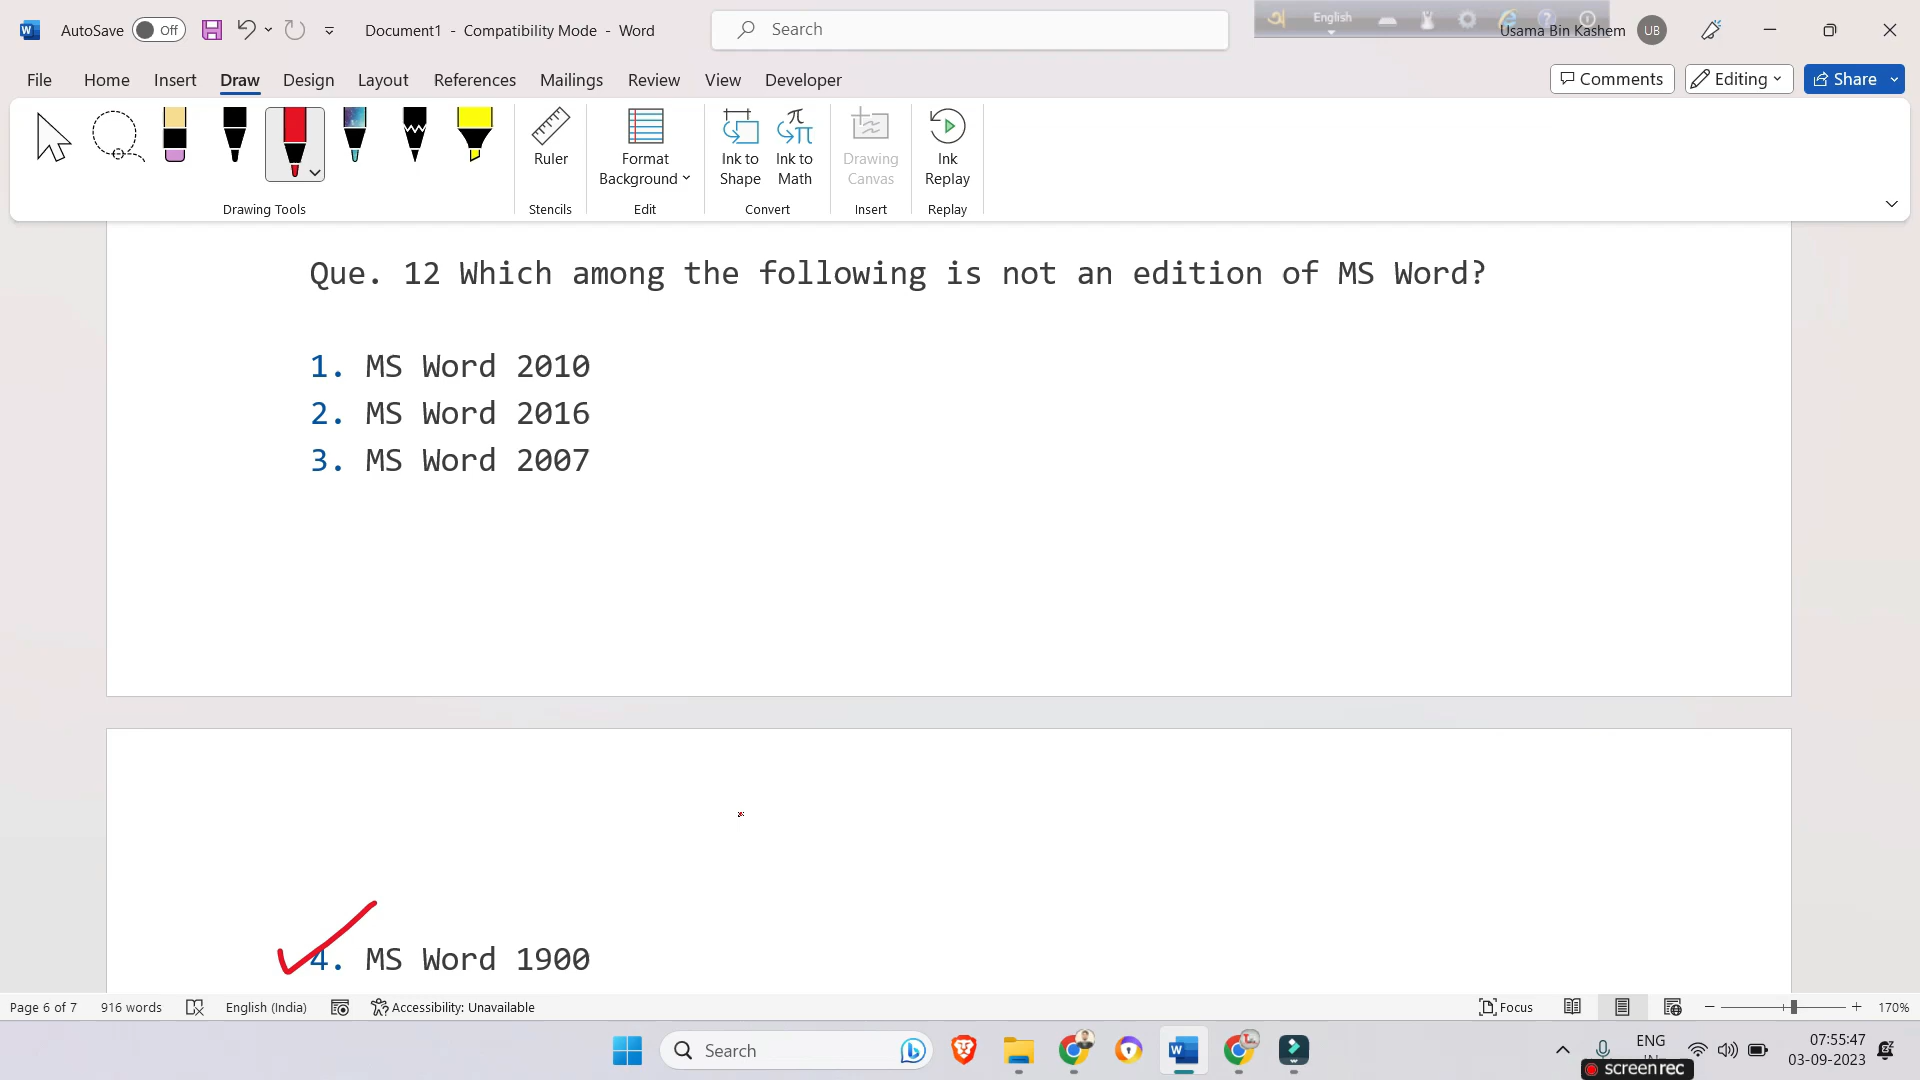 AutoSave Off Document1 - Compatibility Mode - Word Search English Usama Bin Kashem UB
File Home Insert Draw Design Layout References Mailings Review View Developer Comments Editing Share
Ruler Format Background Ink to Shape Ink to Math Drawing Canvas Ink Replay
Drawing Tools Stencils Edit Convert Insert Replay
Que. 12 Which among the following is not an edition of MS Word?
1. MS Word 2010
2. MS Word 2016
3. MS Word 2007
4. MS Word 1900
Page 6 of 7 916 words English (India) Accessibility: Unavailable Focus 170%
Search ENG 07:55:47
03-09-2023
screenrec